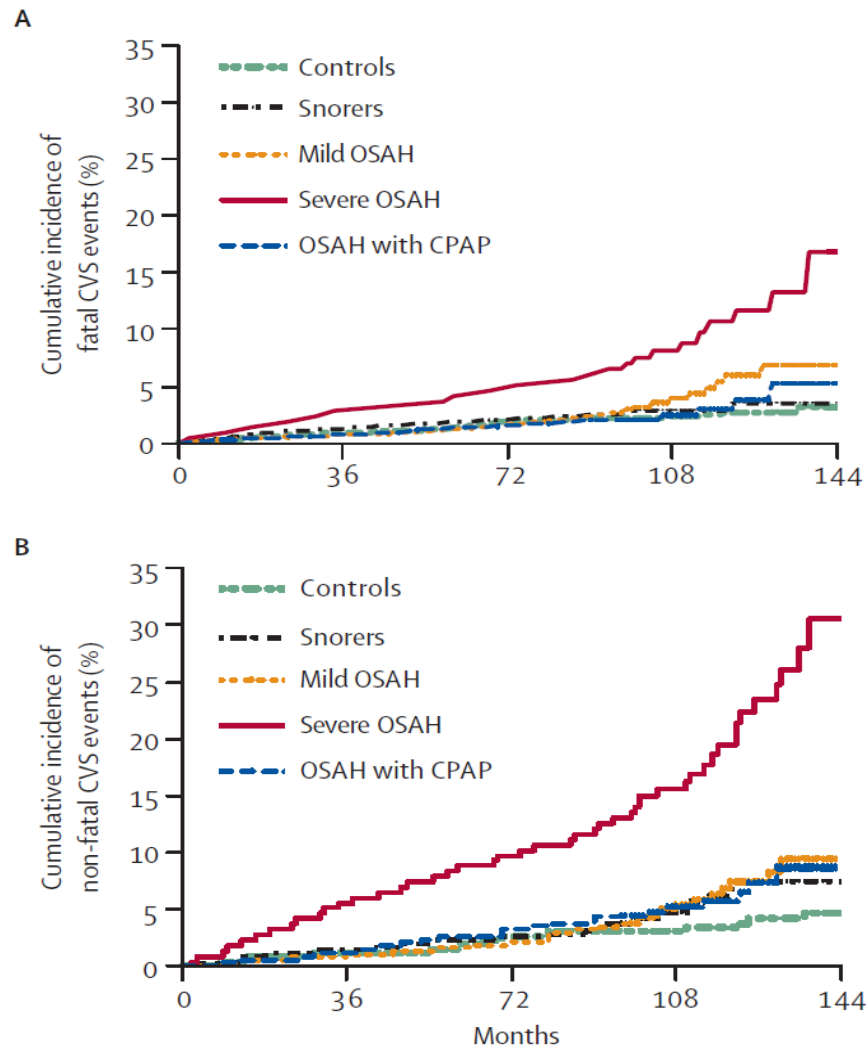 A
35
30
25
20
15
10
5
0
Cumulative incidence of
fatal CVS events (%)
Controls
Snorers
Mild OSAH
Severe OSAH
OSAH with CPAP
0 36 72 108 144
B
35
30
25
20
15
10
5
0
Cumulative incidence of
non-fatal CVS events (%)
Controls
Snorers
Mild OSAH
Severe OSAH
OSAH with CPAP
0 36 72 108 144
Months